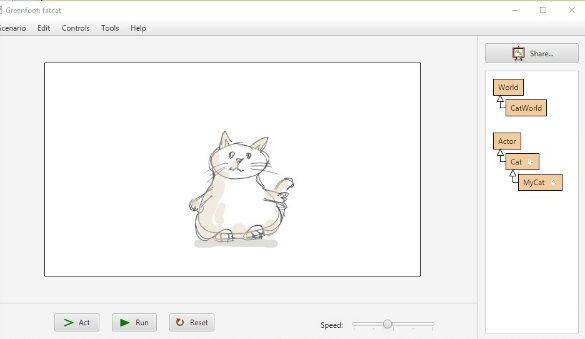 Greenfoot: fatcat
Scenario Edit Controls Tools Help
Share...
World
CatWorld
Actor
Cat
MyCat
Act Run Reset Speed: